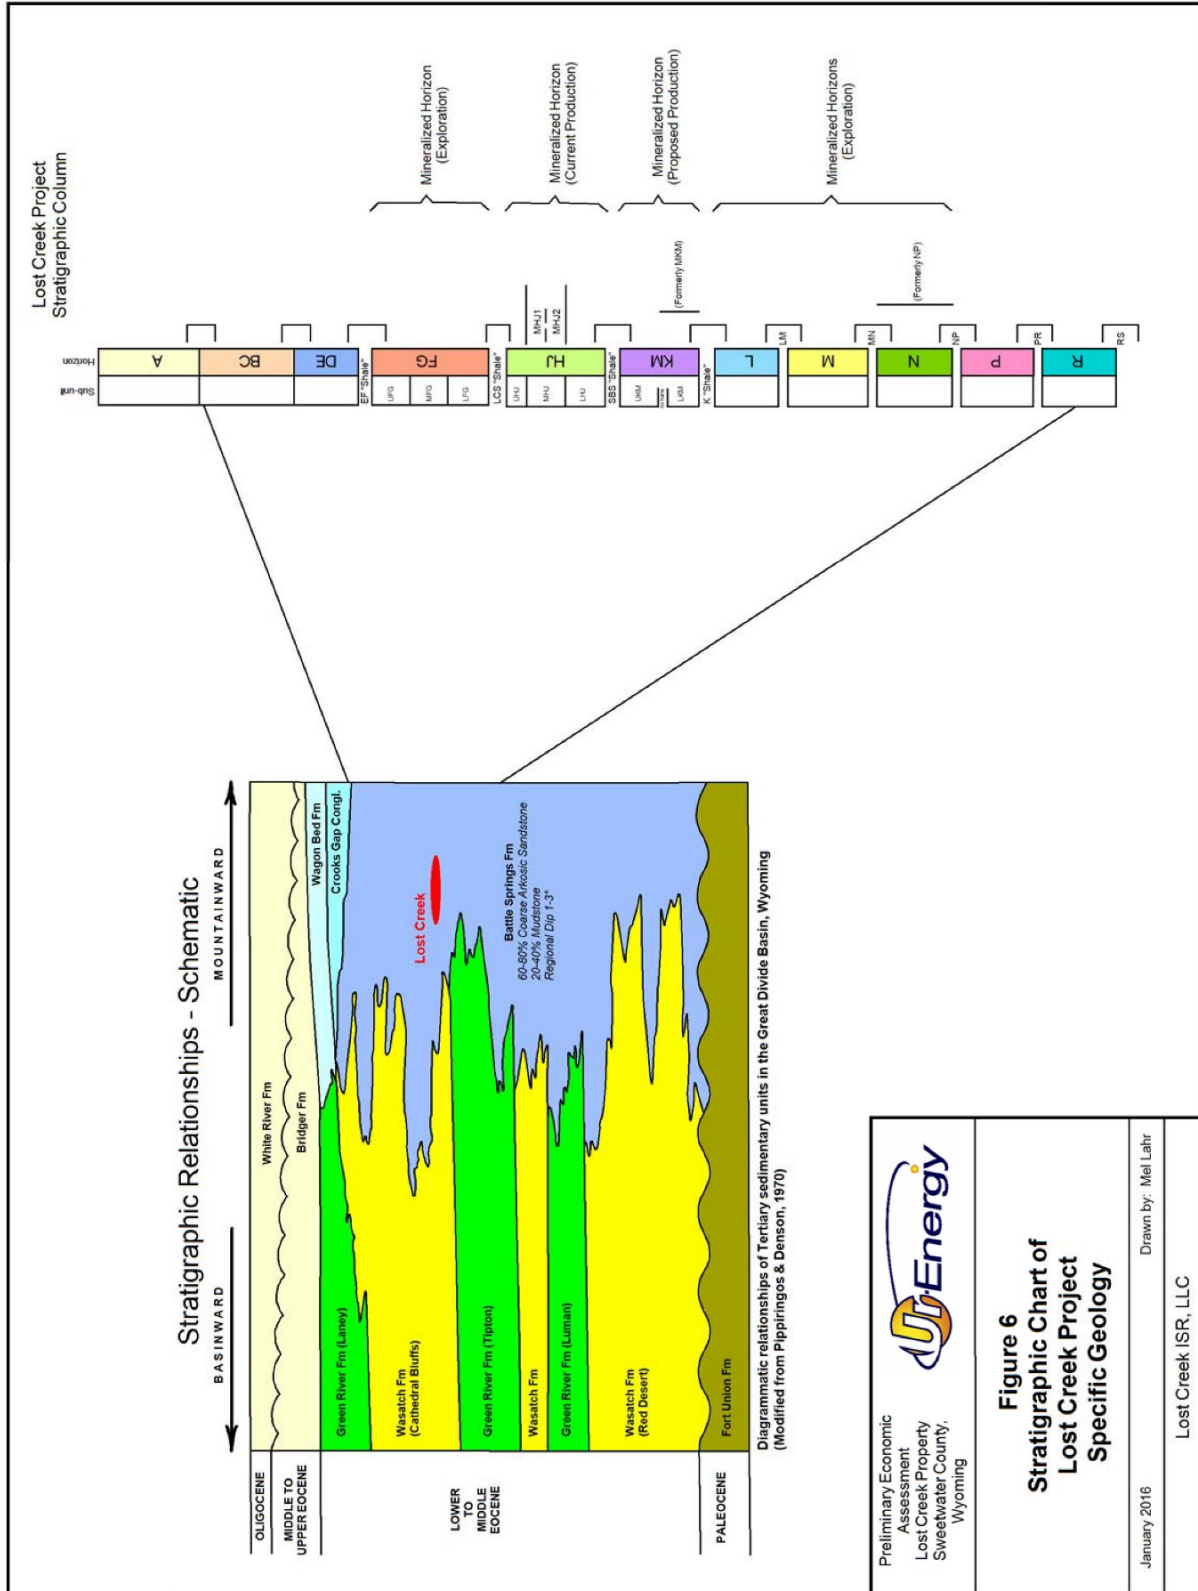 Stratigraphic Relationships - Schematic
BASINWARD
MOUNTAINWARD
OLIGOCENE
MIDDLE TO
UPPER EOCENE
LOWER
TO
MIDDLE
EOCENE
PALEOCENE
White River Fm
Bridger Fm
Wagon Bed Fm
Crooks Gap Congl.
Green River Fm (Laney)
Wasatch Fm
(Cathedral Bluffs)
Green River Fm (Tipton)
Wasatch Fm
Green River Fm (Luman)
Wasatch Fm
(Red Desert)
Fort Union Fm
Lost Creek
Battle Springs Fm
60-80% Coarse Arkosic Sandstone
20-40% Mudstone
Regional Dip 1-3°
Diagrammatic relationships of Tertiary sedimentary units in the Great Divide Basin, Wyoming
(Modified from Pippiringos & Denson, 1970)
Lost Creek Project
Stratigraphic Column
Sub-unit
Horizon
A
BC
DE
EF "Shale"
UFG
MFG
LFG
FG
LCS "Shale"
UHJ
MHJ
LHJ
HJ
MHJ1
MHJ2
SBS "Shale"
UKM
LKM
KM
(Formerly MKM)
K "Shale"
L
LM
M
MN
N
(Formerly NP)
NP
P
PR
R
RS
Mineralized Horizon
(Exploration)
Mineralized Horizon
(Current Production)
Mineralized Horizon
(Proposed Production)
Mineralized Horizons
(Exploration)
Preliminary Economic
Assessment
Lost Creek Property
Sweetwater County,
Wyoming
Ur-Energy
Figure 6
Stratigraphic Chart of
Lost Creek Project
Specific Geology
January 2016
Drawn by: Mel Lahr
Lost Creek ISR, LLC